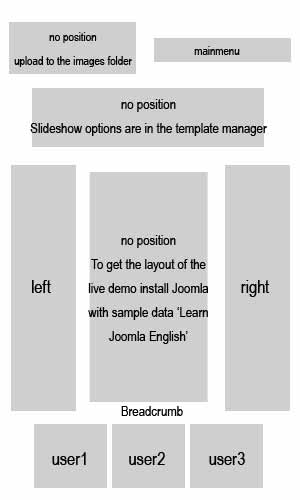 no position
upload to the images folder
mainmenu
no position
Slideshow options are in the template manager
left
no position
To get the layout of the
live demo install Joomla
with sample data 'Learn
Joomla English'
right
Breadcrumb
user1
user2
user3